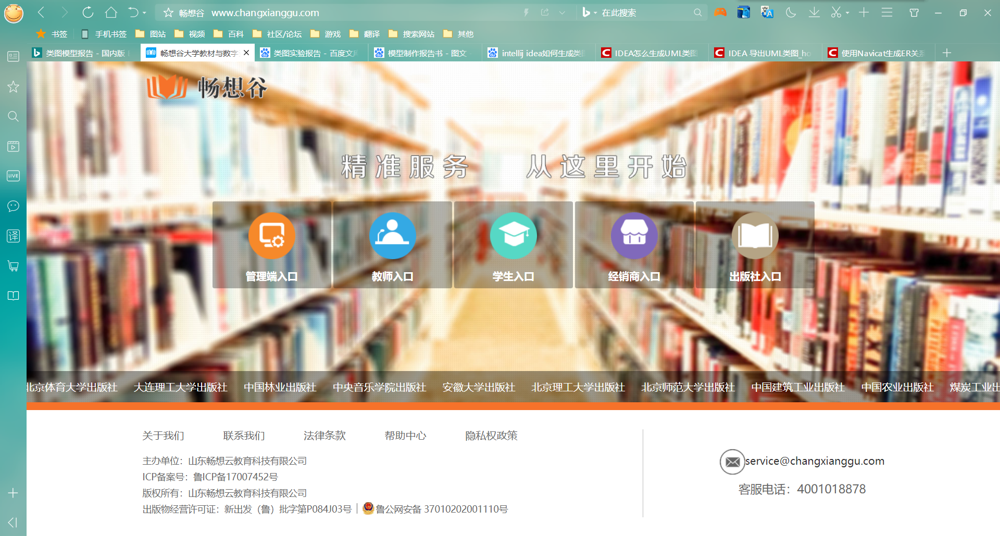 畅想谷 www.changxianggu.com 在此搜索
书签 手机书签 图站 视频 百科 社区/论坛 游戏 翻译 搜索网站 其他
类图模型报告 - 国内版 畅想谷大学教材与数字 类图实验报告 - 百度文库 模型制作报告书 - 图文 - intellij idea如何生成类图 IDEA怎么生成UML类图 IDEA 导出UML类图_ho 使用Navicat生成ER关系
LIVE
译
畅想谷
精准服务 从这里开始
管理端入口 教师入口 学生入口 经销商入口 出版社入口
北京体育大学出版社 大连理工大学出版社 中国林业出版社 中央音乐学院出版社 安徽大学出版社 北京理工大学出版社 北京师范大学出版社 中国建筑工业出版社 中国农业出版社 煤炭工业出
关于我们 联系我们 法律条款 帮助中心 隐私权政策
主办单位：山东畅想云教育科技有限公司
ICP备案号：鲁ICP备17007452号
版权所有：山东畅想云教育科技有限公司
出版物经营许可证：新出发（鲁）批字第P084J03号 | 鲁公网安备 37010202001110号
service@changxianggu.com
客服电话：4001018878